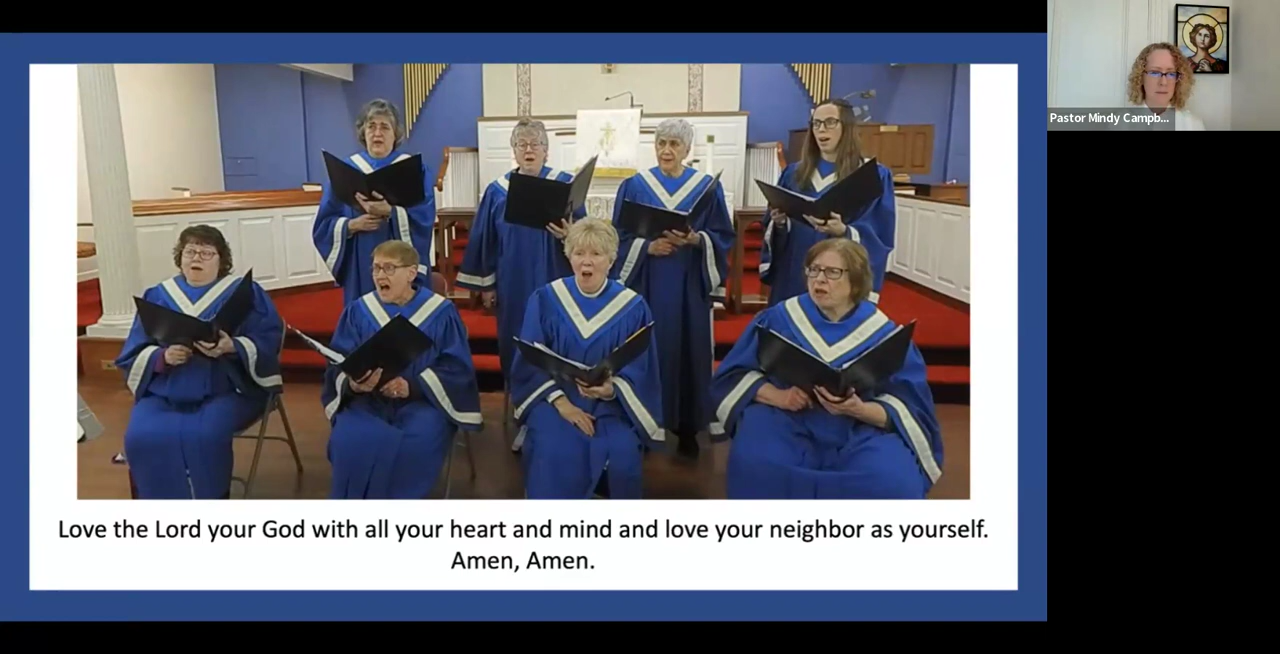 Pastor Mindy Campb...
Love the Lord your God with all your heart and mind and love your neighbor as yourself.
Amen, Amen.